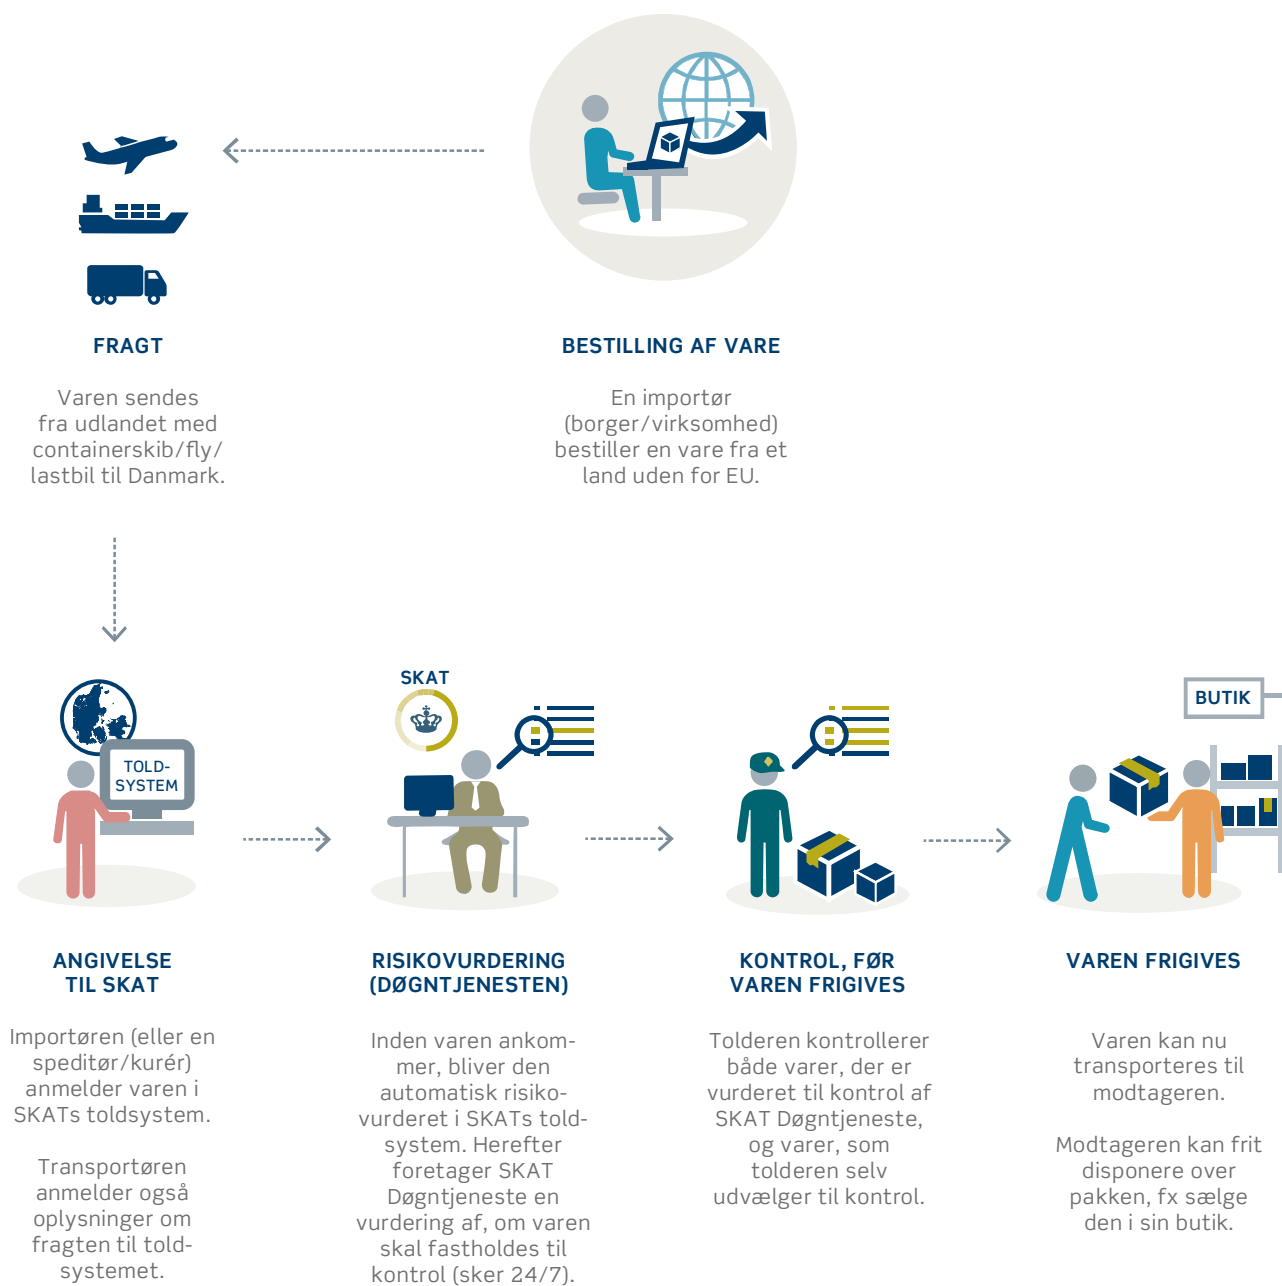 BESTILLING AF VARE
En importør
(borger/virksomhed)
bestiller en vare fra et
land uden for EU.
FRAGT
Varen sendes
fra udlandet med
containerskib/fly/
lastbil til Danmark.
TOLD-
SYSTEM
ANGIVELSE
TIL SKAT
Importøren (eller en
speditør/kurér)
anmelder varen i
SKATs toldsystem.
Transportøren
anmelder også
oplysninger om
fragten til told-
systemet.
SKAT
RISIKOVURDERING
(DØGNTJENESTEN)
Inden varen ankom-
mer, bliver den
automatisk risiko-
vurderet i SKATs told-
system. Herefter
foretager SKAT
Døgntjeneste en
vurdering af, om varen
skal fastholdes til
kontrol (sker 24/7).
KONTROL, FØR
VAREN FRIGIVES
Tolderen kontrollerer
både varer, der er
vurderet til kontrol af
SKAT Døgntjeneste,
og varer, som
tolderen selv
udvælger til kontrol.
BUTIK
VAREN FRIGIVES
Varen kan nu
transporteres til
modtageren.
Modtageren kan frit
disponere over
pakken, fx sælge
den i sin butik.